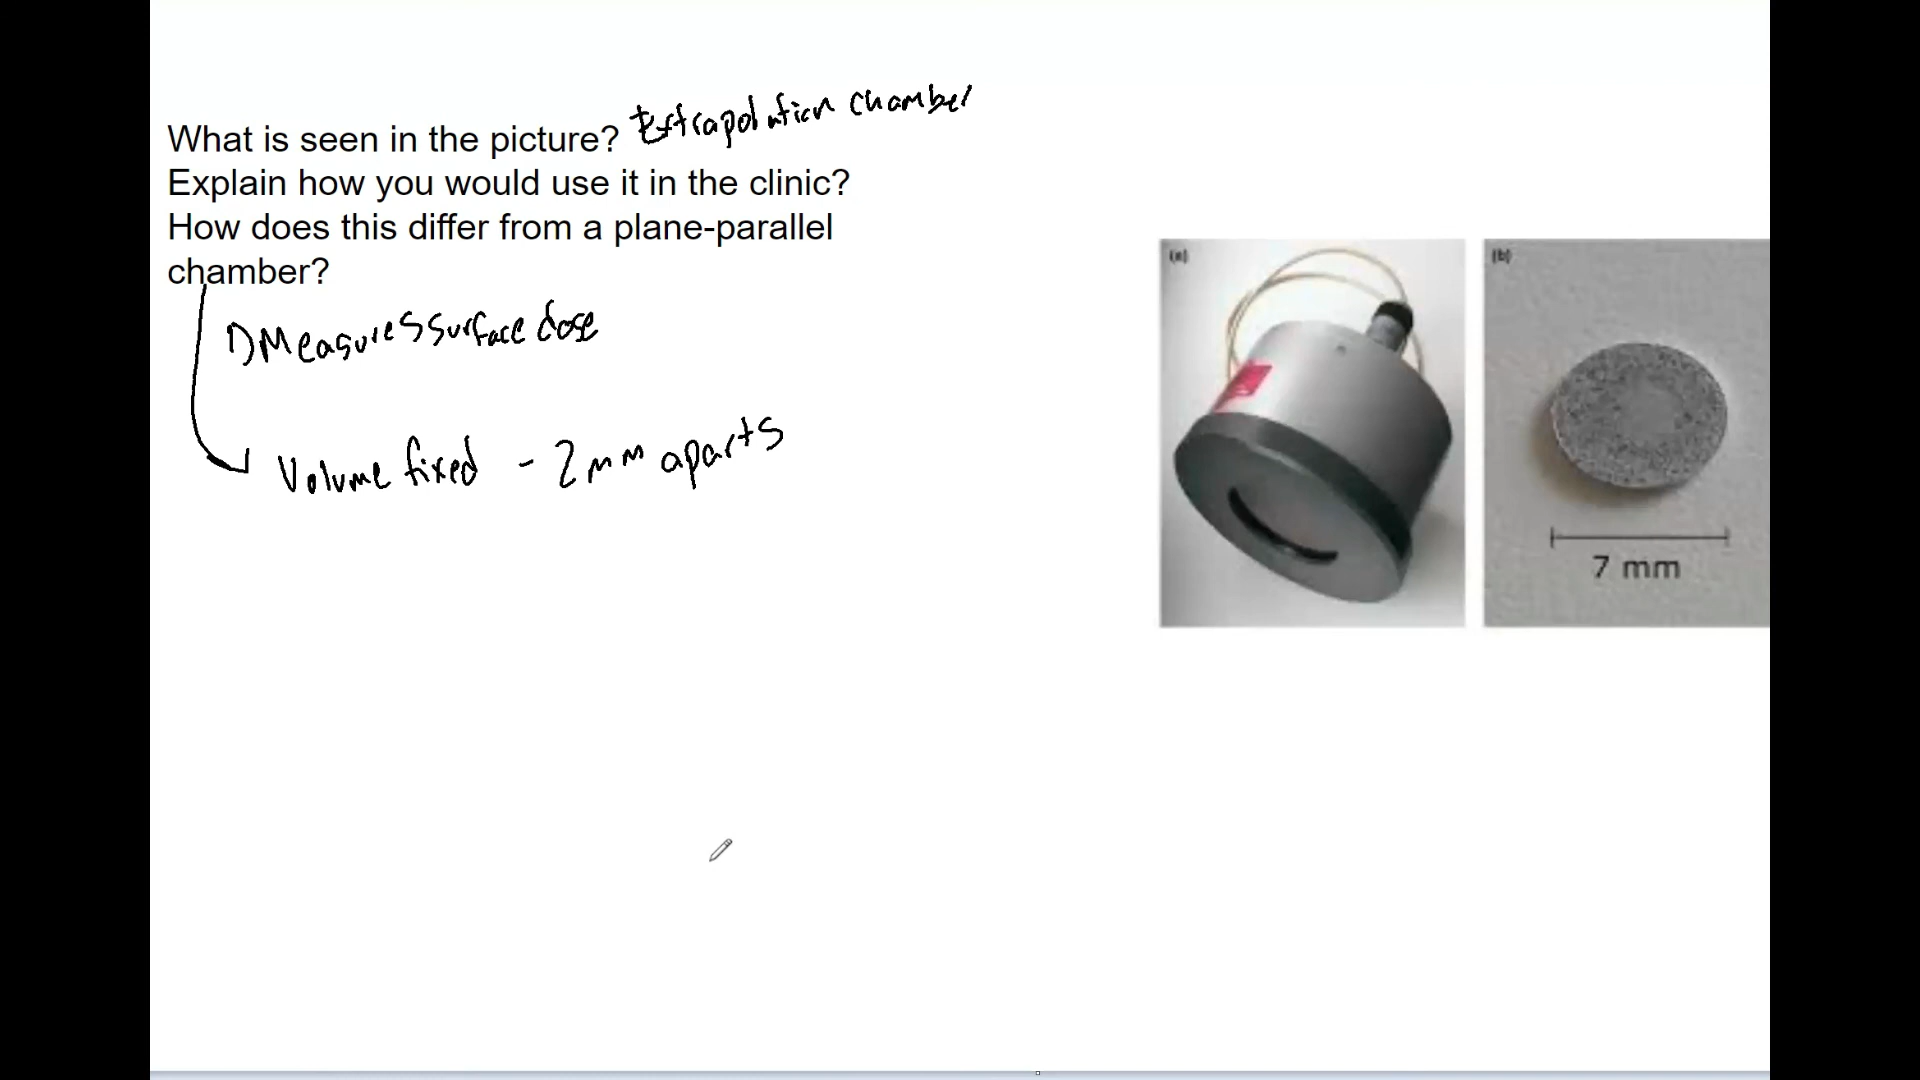 What is seen in the picture? Extrapolation chamber
Explain how you would use it in the clinic?
How does this differ from a plane-parallel
chamber?
1) Measures surface dose
Volume fixed - 2mm aparts
(a)
(b)
7 mm